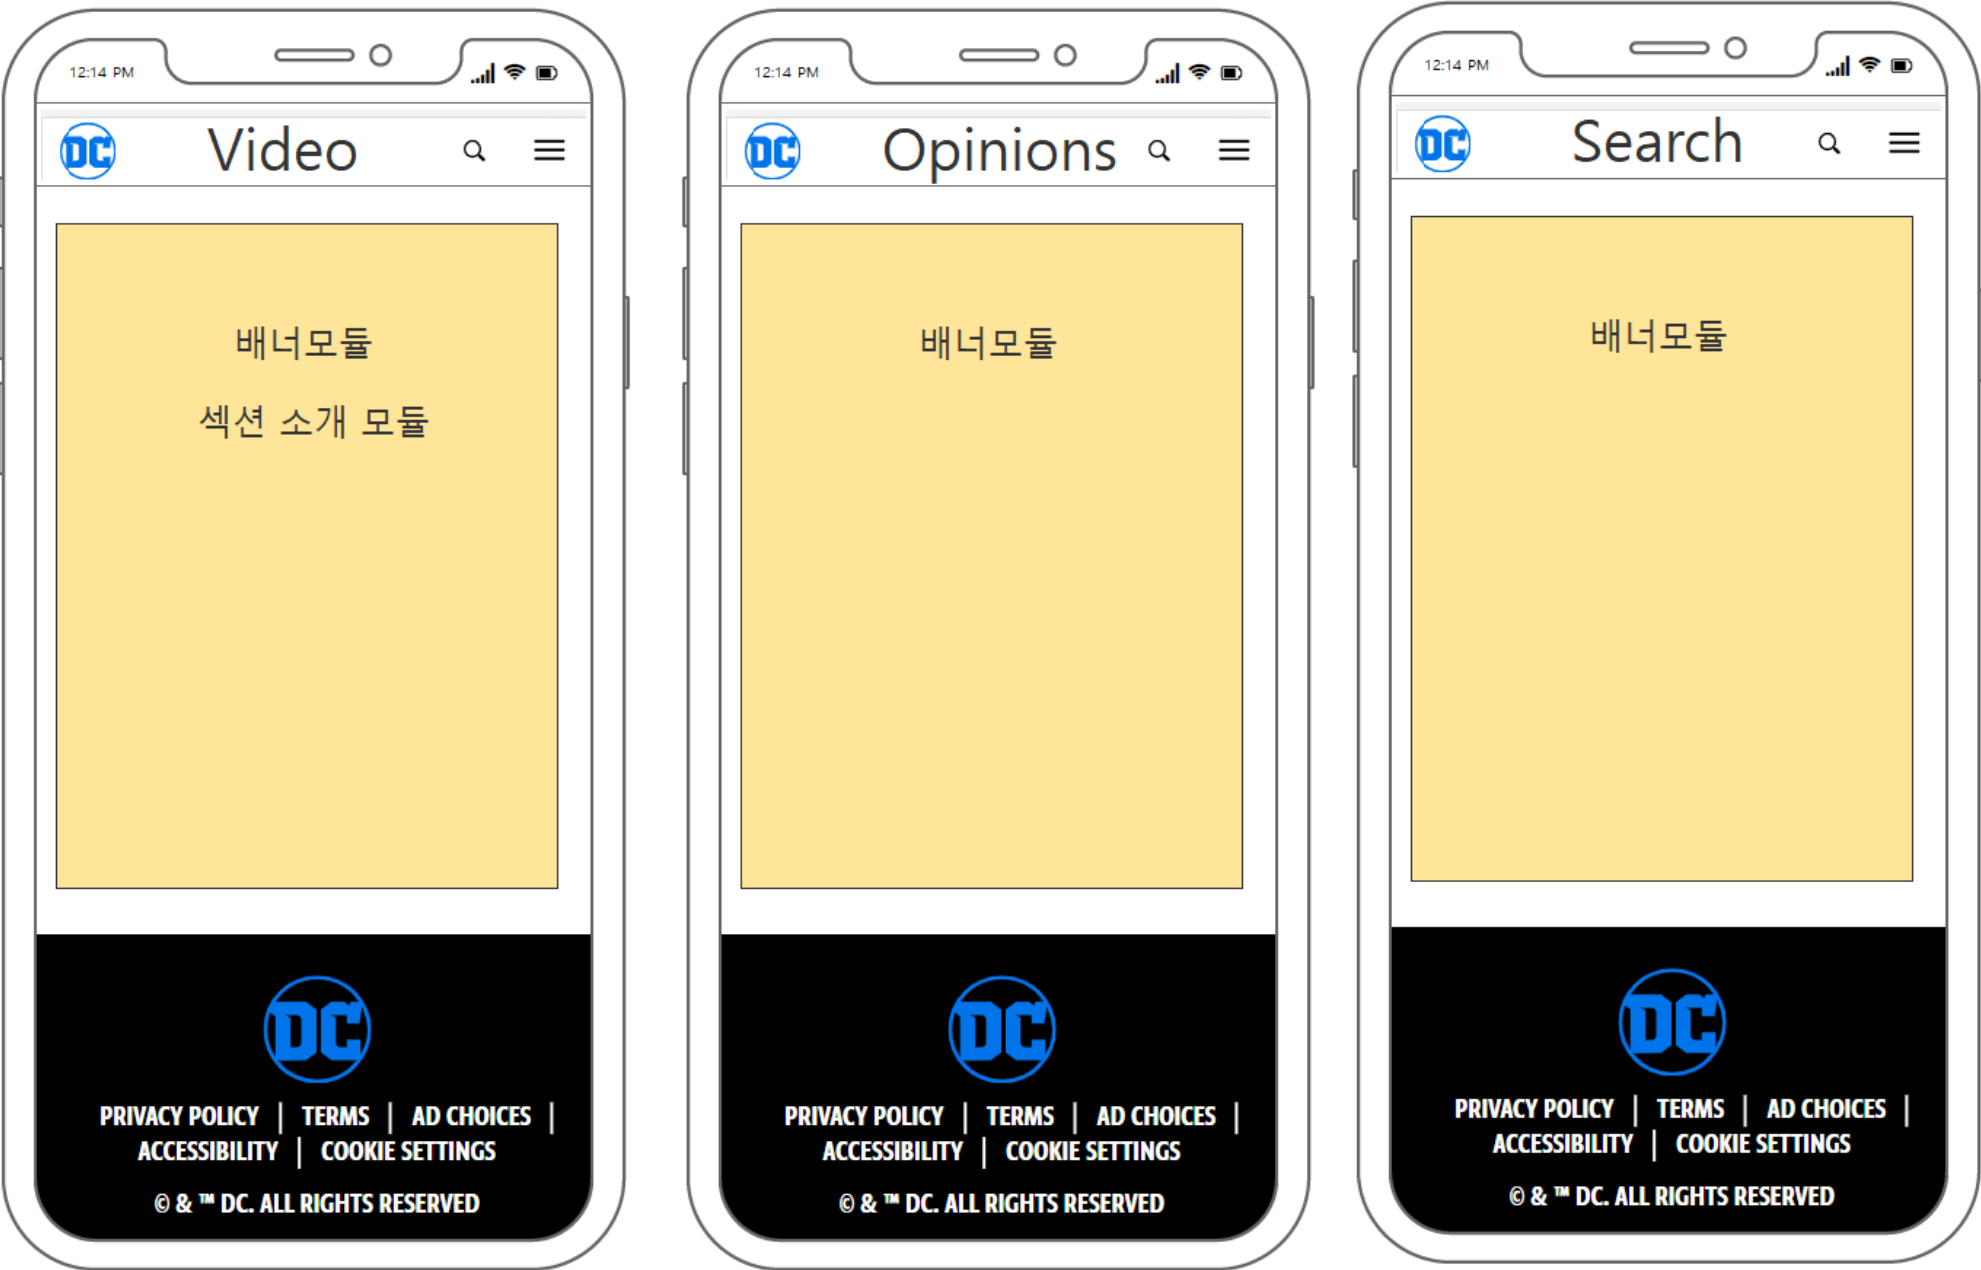 12:14 PM
DC Video
배너모듈
섹션 소개 모듈
DC
PRIVACY POLICY | TERMS | AD CHOICES |
ACCESSIBILITY | COOKIE SETTINGS
© & ™ DC. ALL RIGHTS RESERVED
12:14 PM
DC Opinions
배너모듈
DC
PRIVACY POLICY | TERMS | AD CHOICES |
ACCESSIBILITY | COOKIE SETTINGS
© & ™ DC. ALL RIGHTS RESERVED
12:14 PM
DC Search
배너모듈
DC
PRIVACY POLICY | TERMS | AD CHOICES |
ACCESSIBILITY | COOKIE SETTINGS
© & ™ DC. ALL RIGHTS RESERVED